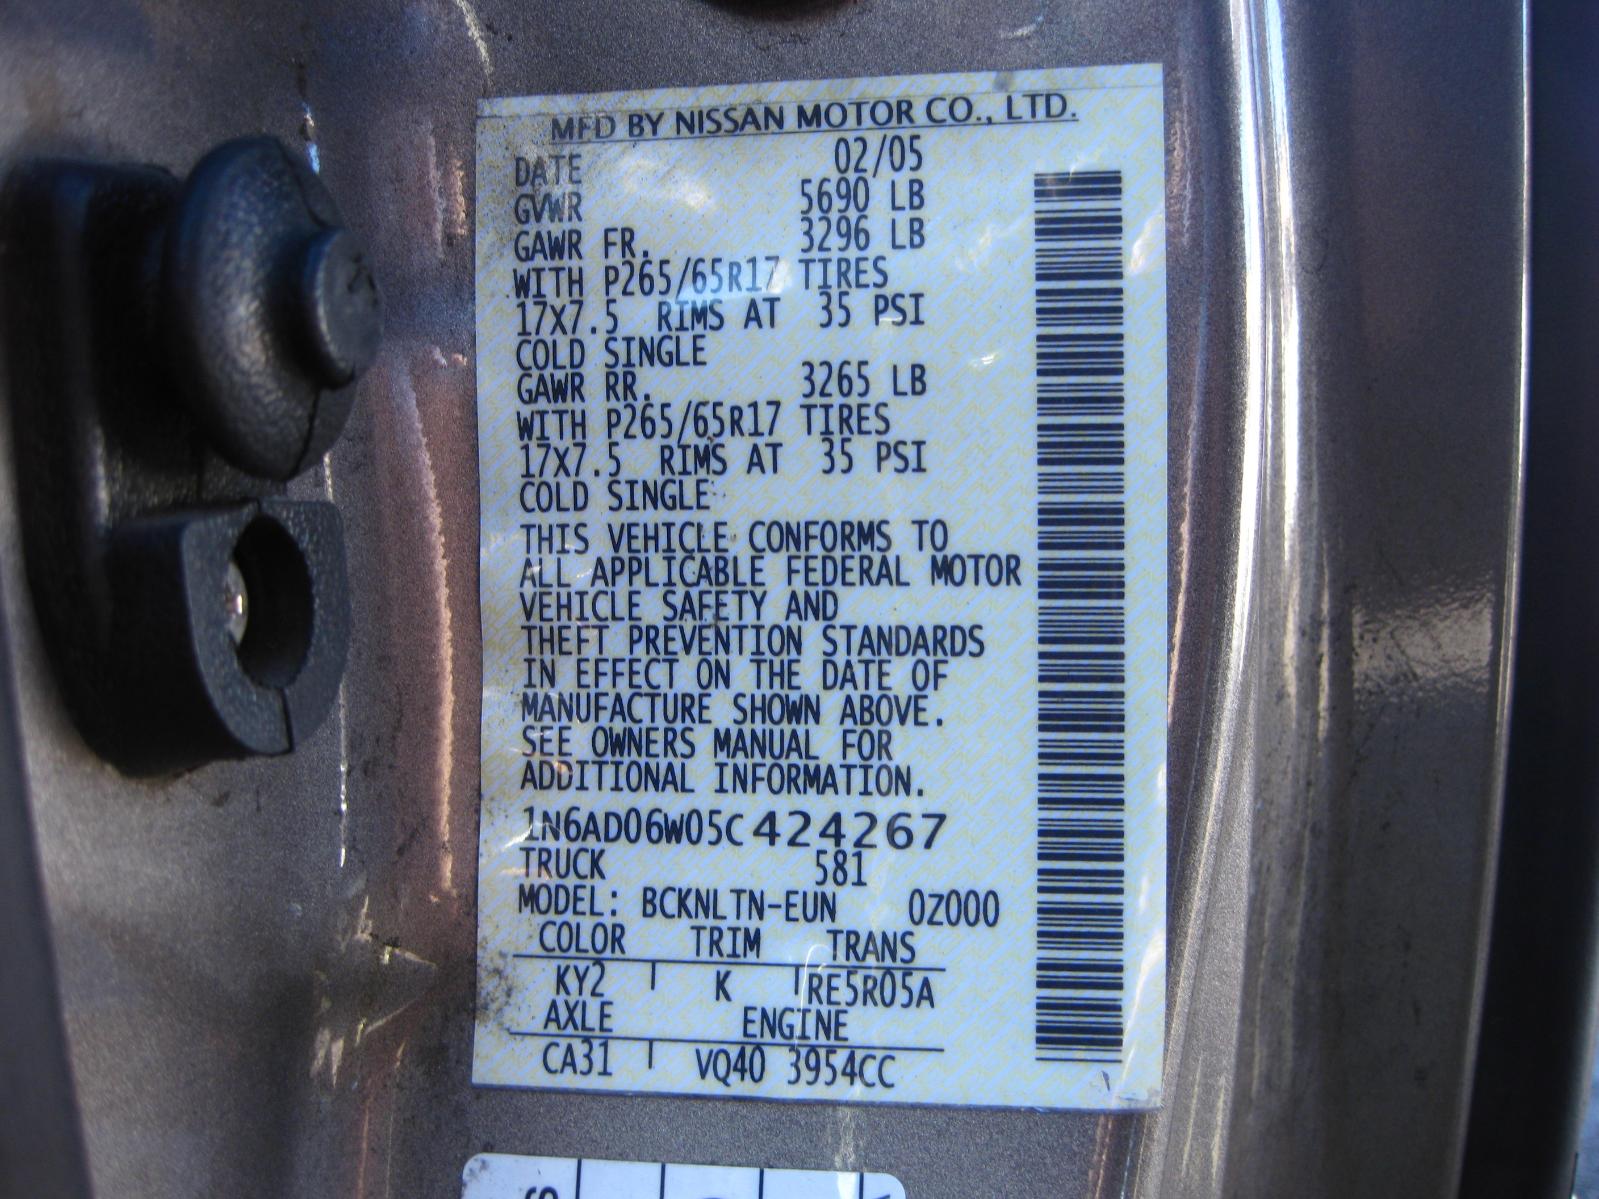 MFD BY NISSAN MOTOR CO., LTD.
DATE 02/05
GVWR 5690 LB
GAWR FR. 3296 LB
WITH P265/65R17 TIRES
17X7.5 RIMS AT 35 PSI
COLD SINGLE
GAWR RR. 3265 LB
WITH P265/65R17 TIRES
17X7.5 RIMS AT 35 PSI
COLD SINGLE
THIS VEHICLE CONFORMS TO
ALL APPLICABLE FEDERAL MOTOR
VEHICLE SAFETY AND
THEFT PREVENTION STANDARDS
IN EFFECT ON THE DATE OF
MANUFACTURE SHOWN ABOVE.
SEE OWNERS MANUAL FOR
ADDITIONAL INFORMATION.
1N6AD06W05C424267
TRUCK 581
MODEL: BCKNLTN-EUN 0Z000
COLOR TRIM TRANS
KY2 K RE5R05A
AXLE ENGINE
CA31 VQ40 3954CC